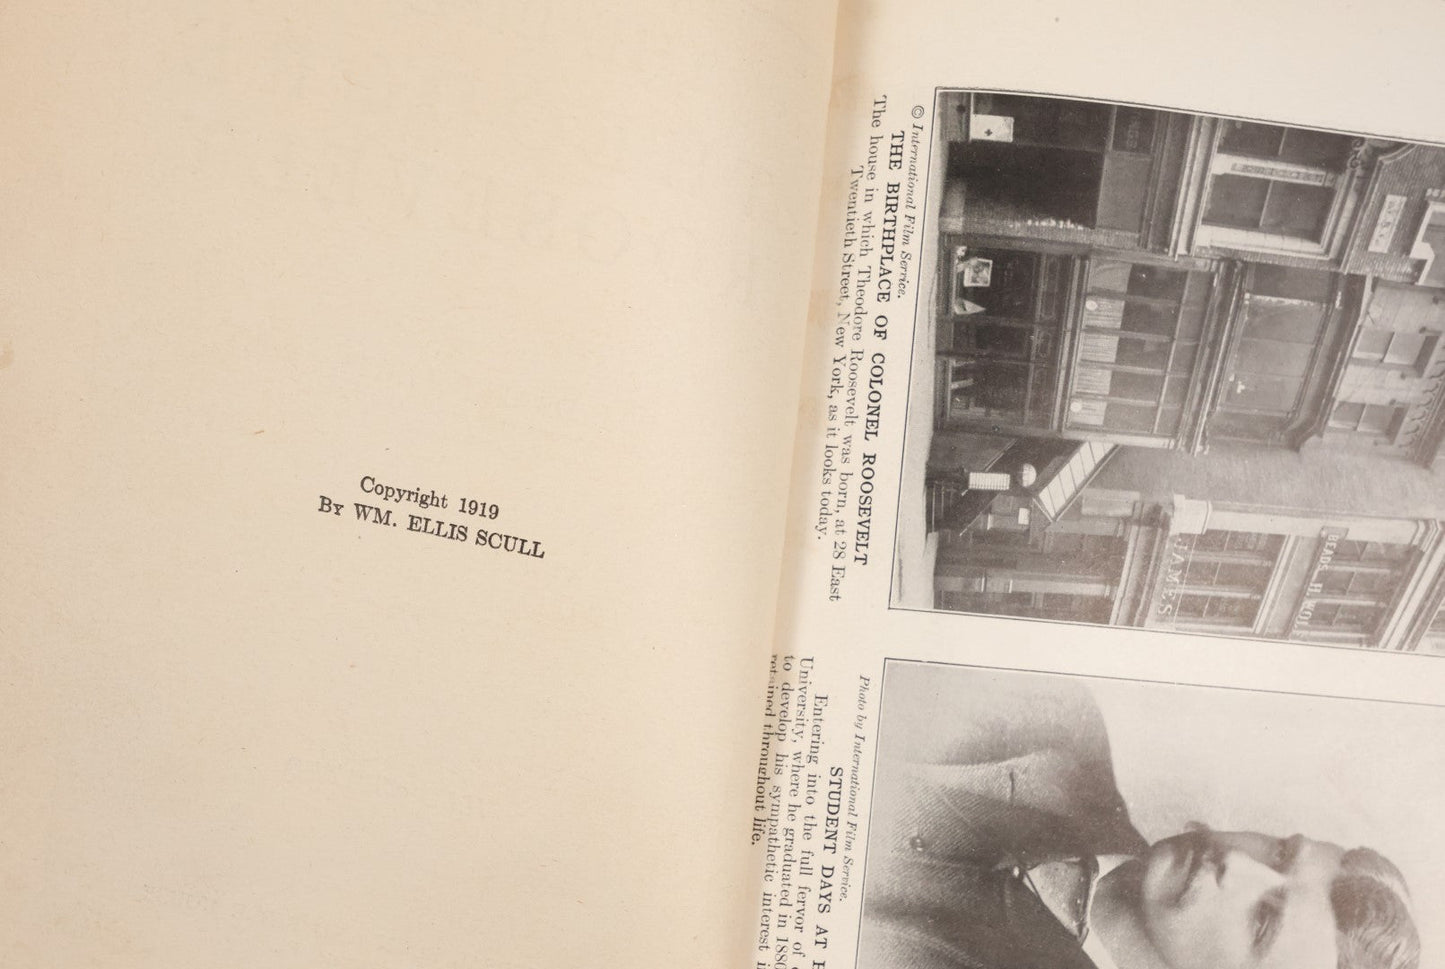 Copyright 1919
By WM. ELLIS SCULL
© International Film Service.
THE BIRTHPLACE OF COLONEL ROOSEVELT
The house in which Theodore Roosevelt was born, at 28 East
Twentieth Street, New York, as it looks today.
JAMES
BEADS. H. WOL
Photo by International Film Service.
STUDENT DAYS AT
Entering into the full fervor of
University, where he graduated in 1880
to develop his sympathetic interest
retained throughout life.